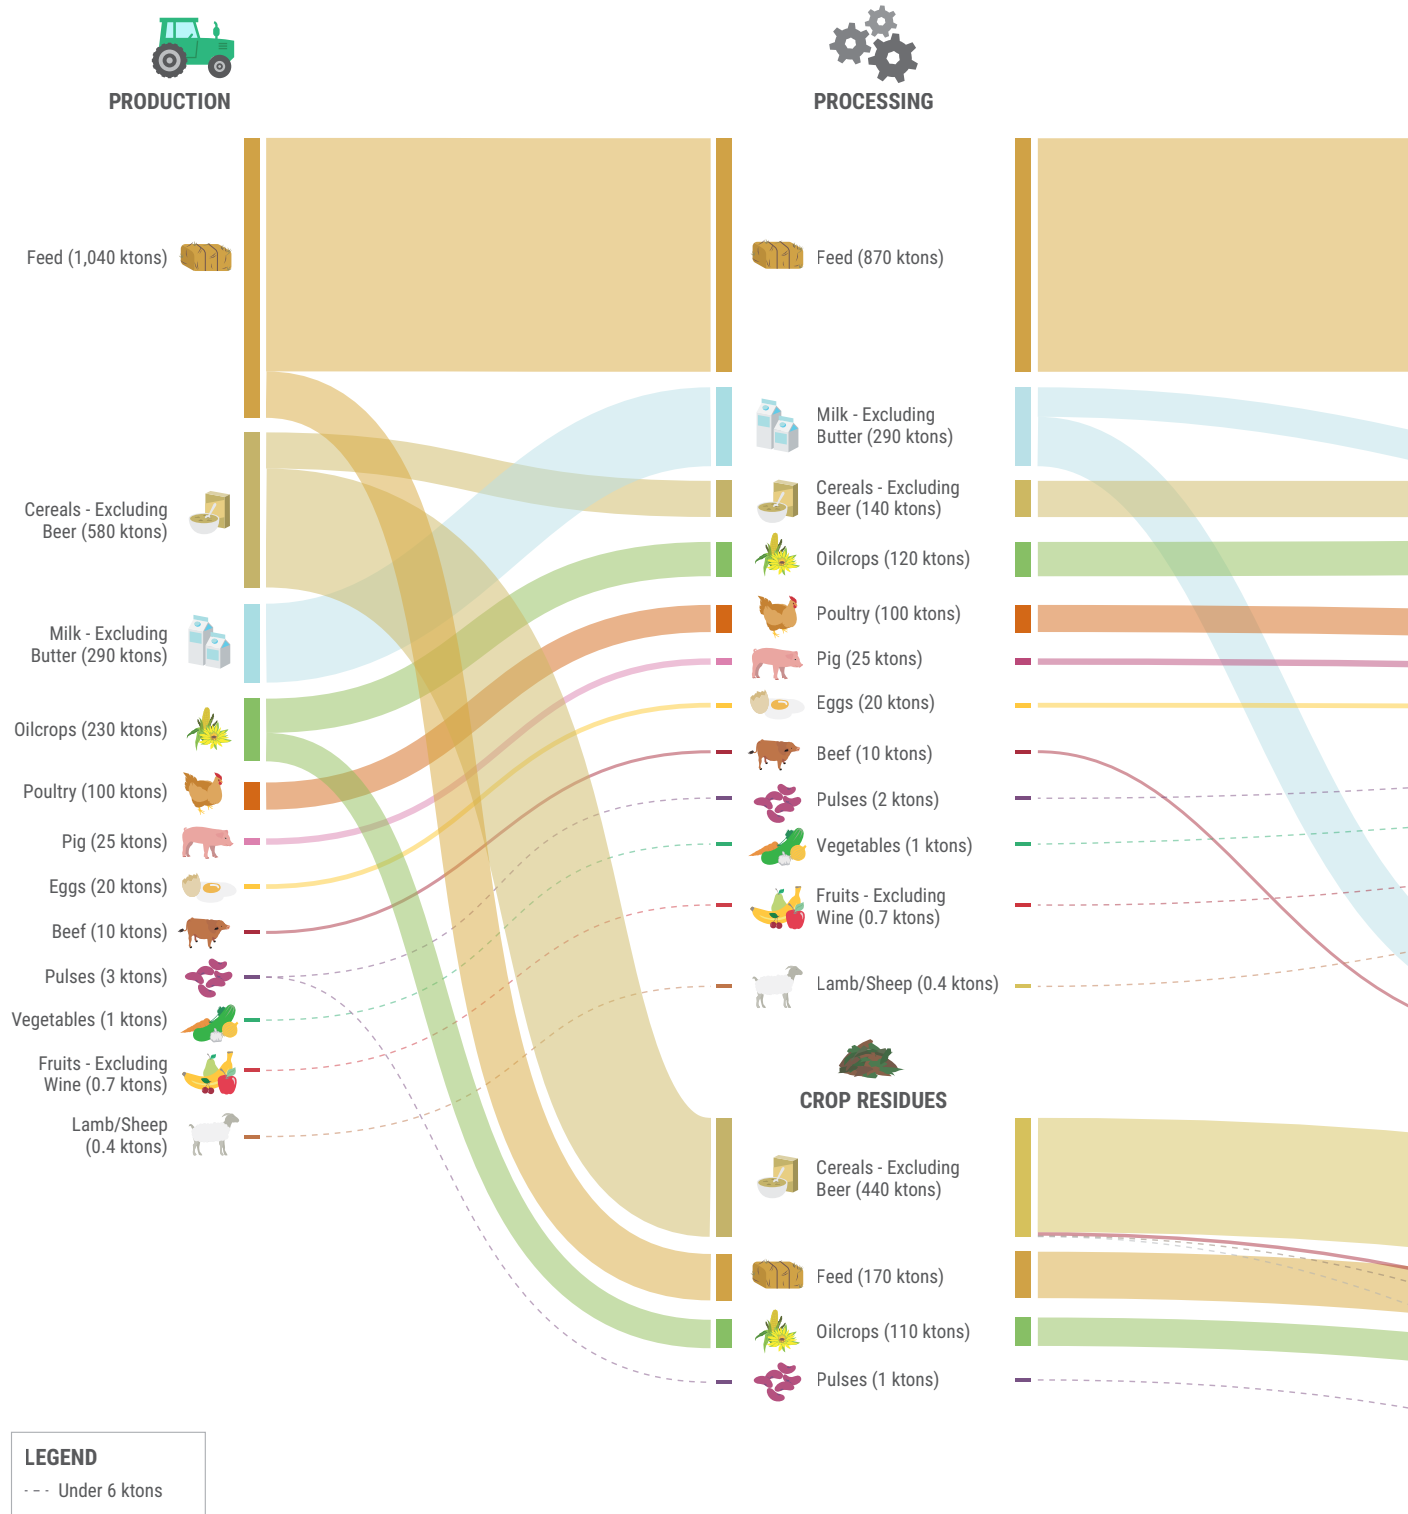 PRODUCTION
Feed (1,040 ktons)
Cereals - Excluding
Beer (580 ktons)
Milk - Excluding
Butter (290 ktons)
Oilcrops (230 ktons)
Poultry (100 ktons)
Pig (25 ktons)
Eggs (20 ktons)
Beef (10 ktons)
Pulses (3 ktons)
Vegetables (1 ktons)
Fruits - Excluding
Wine (0.7 ktons)
Lamb/Sheep
(0.4 ktons)
PROCESSING
Feed (870 ktons)
Milk - Excluding
Butter (290 ktons)
Cereals - Excluding
Beer (140 ktons)
Oilcrops (120 ktons)
Poultry (100 ktons)
Pig (25 ktons)
Eggs (20 ktons)
Beef (10 ktons)
Pulses (2 ktons)
Vegetables (1 ktons)
Fruits - Excluding
Wine (0.7 ktons)
Lamb/Sheep (0.4 ktons)
CROP RESIDUES
Cereals - Excluding
Beer (440 ktons)
Feed (170 ktons)
Oilcrops (110 ktons)
Pulses (1 ktons)
LEGEND
Under 6 ktons